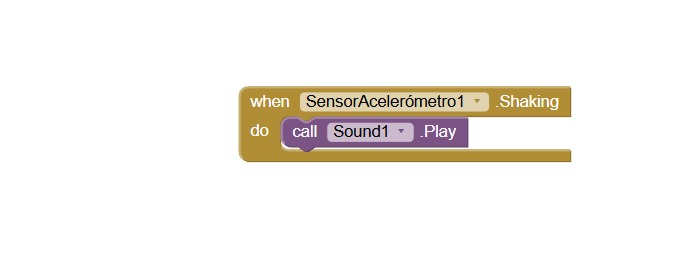 when SensorAcelerómetro1 .Shaking
do call Sound1 .Play